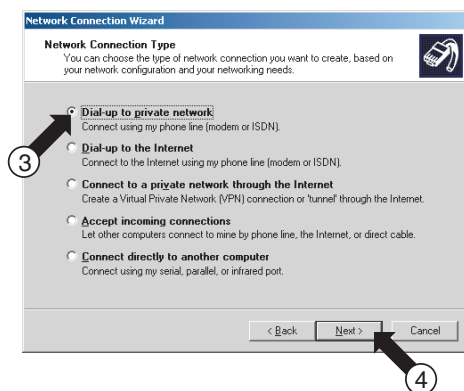 Network Connection Wizard
Network Connection Type
You can choose the type of network connection you want to create, based on
your network configuration and your networking needs.
Dial-up to private network
Connect using my phone line (modem or ISDN).
Dial-up to the Internet
Connect to the Internet using my phone line (modem or ISDN).
Connect to a private network through the Internet
Create a Virtual Private Network (VPN) connection or 'tunnel' through the Internet.
Accept incoming connections
Let other computers connect to mine by phone line, the Internet, or direct cable.
Connect directly to another computer
Connect using my serial, parallel, or infrared port.
3
< Back
Next >
Cancel
4